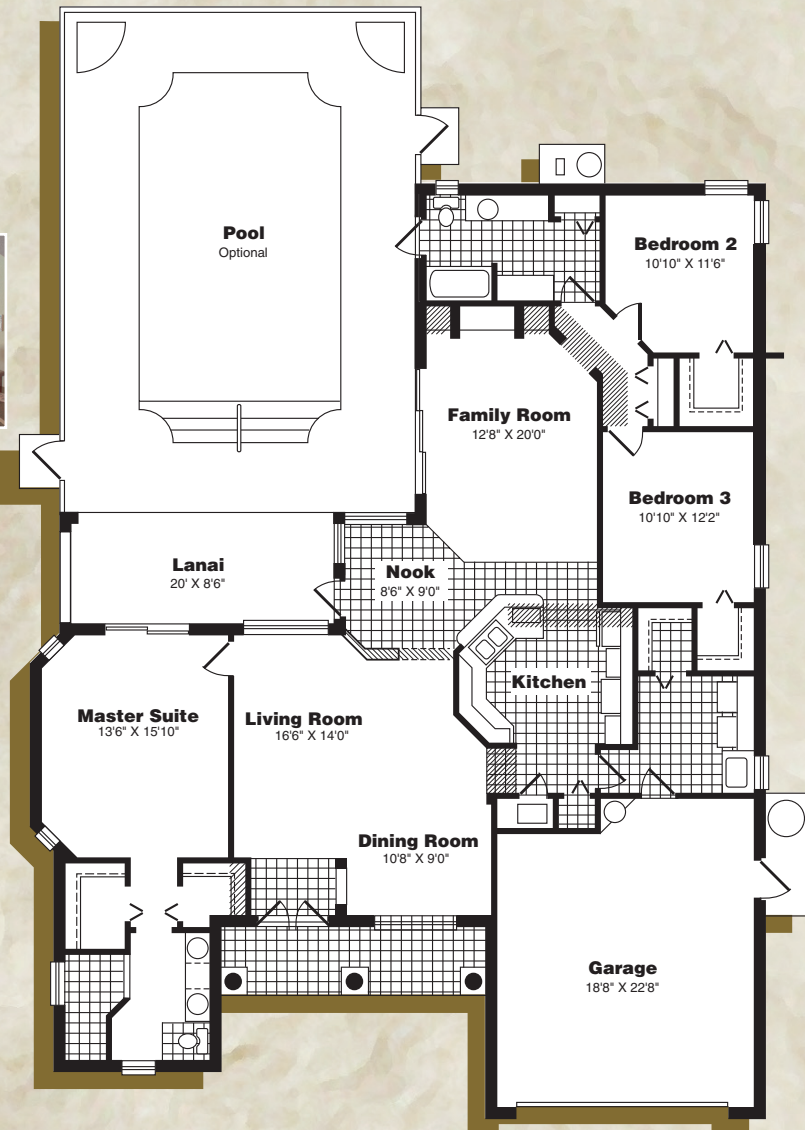 Pool
Optional
Bedroom 2
10'10" X 11'6"
Family Room
12'8" X 20'0"
Bedroom 3
10'10" X 12'2"
Lanai
20' X 8'6"
Nook
8'6" X 9'0"
Kitchen
Master Suite
13'6" X 15'10"
Living Room
16'6" X 14'0"
Dining Room
10'8" X 9'0"
Garage
18'8" X 22'8"